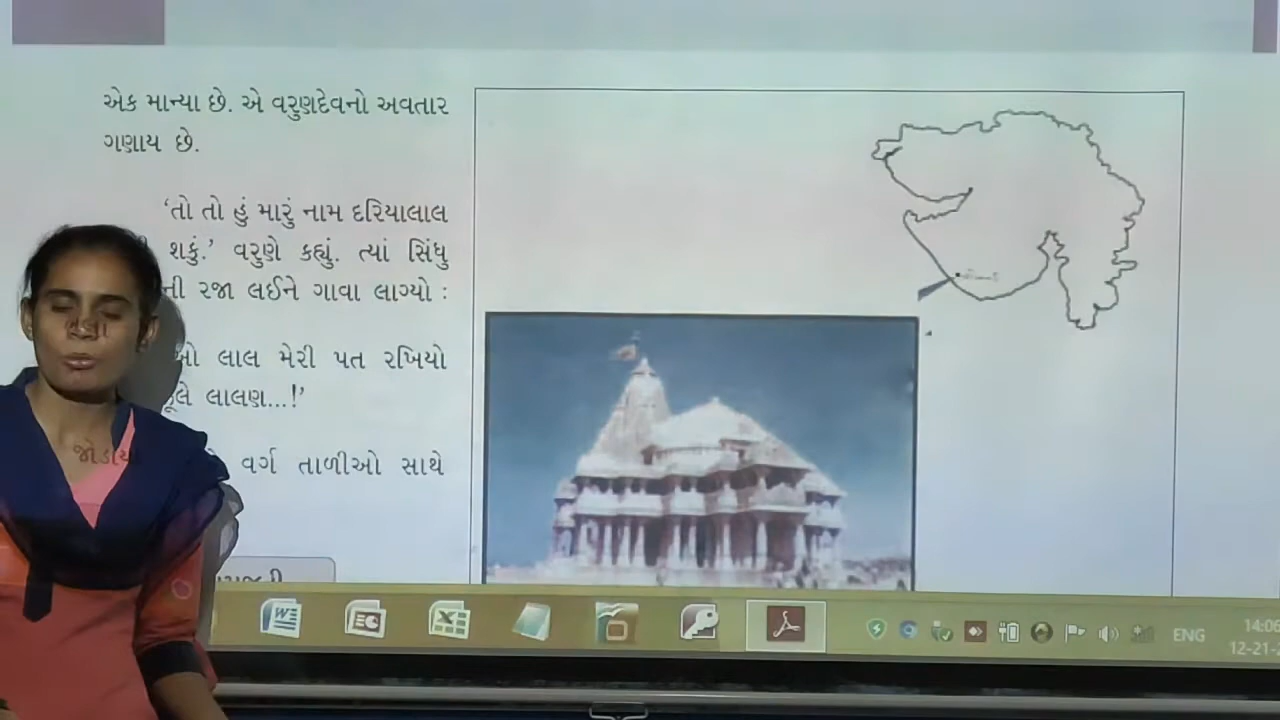 એક માન્યા છે. એ વરુણદેવનો અવતાર
ગણાય છે.
‘તો તો હું મારું નામ દરિયાલાલ
શકું.’ વરુણે કહ્યું. ત્યાં સિંધુ
ની રજા લઈને ગાવા લાગ્યો :
ઓ લાલ મેરી પત રખિયો
ઝૂલે લાલણ...!’
જોડાયા વર્ગ તાળીઓ સાથે
ENG
14:06